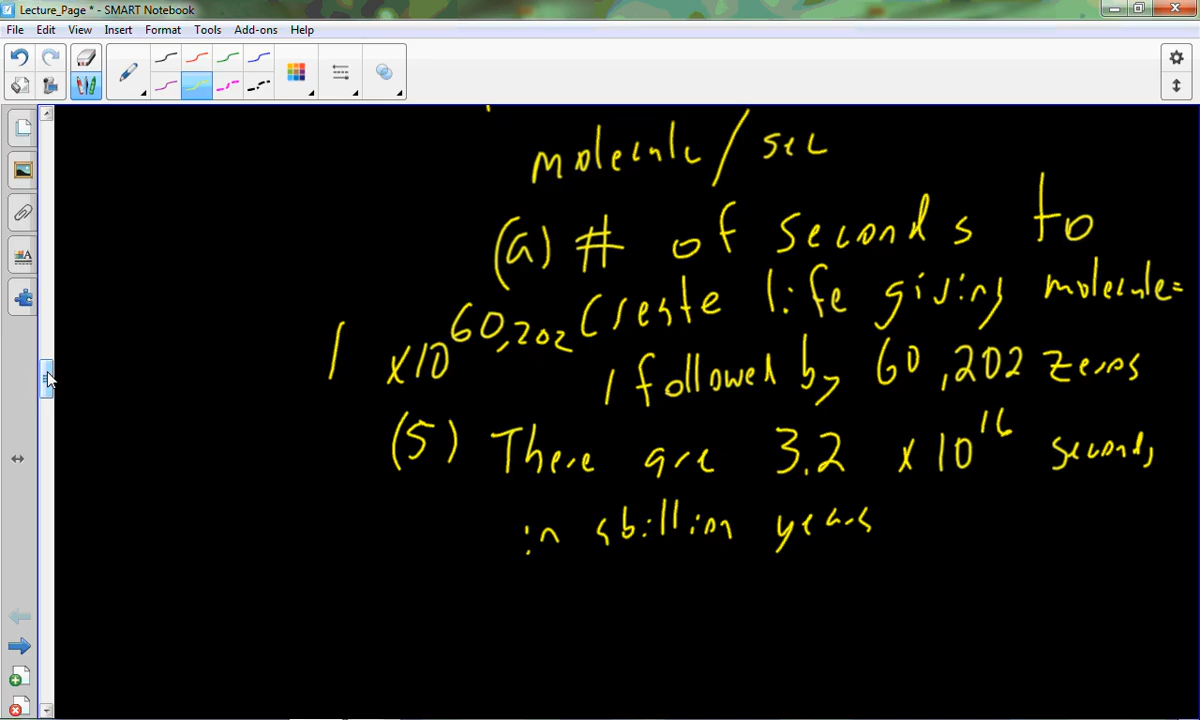 Lecture_Page * - SMART Notebook
File Edit View Insert Format Tools Add-ons Help
molecule / sec
(a) # of seconds to
create life giving molecule=
1 x10^60,202
1 followed by 60,202 zeros
(5) There are 3.2 x 10^16 seconds
in a billion years